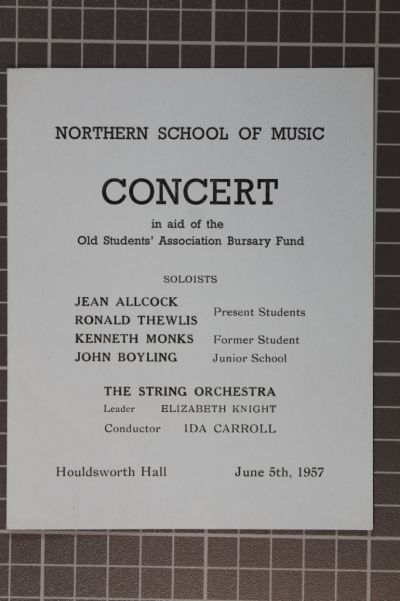 NORTHERN SCHOOL OF MUSIC
CONCERT
in aid of the
Old Students' Association Bursary Fund
SOLOISTS
JEAN ALLCOCK
RONALD THEWLIS
Present Students
KENNETH MONKS Former Student
JOHN BOYLING Junior School
THE STRING ORCHESTRA
Leader ELIZABETH KNIGHT
Conductor IDA CARROLL
Houldsworth Hall June 5th, 1957